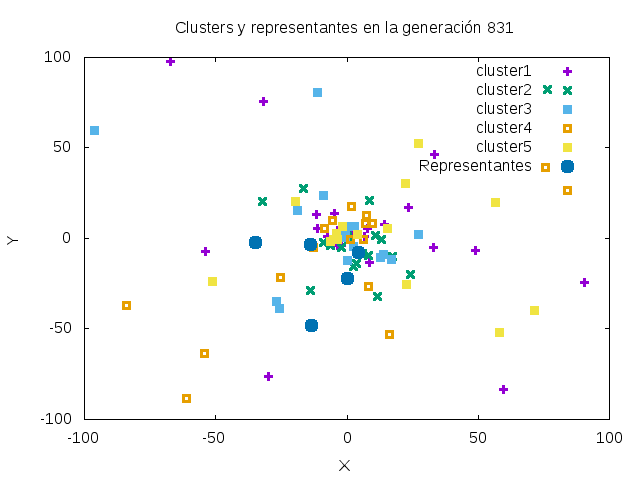 Clusters y representantes en la generación 831
100
cluster1
cluster2
cluster3
50
cluster4
cluster5
Representantes
Y
0
-50
-100
-100 -50 0 50 100
X